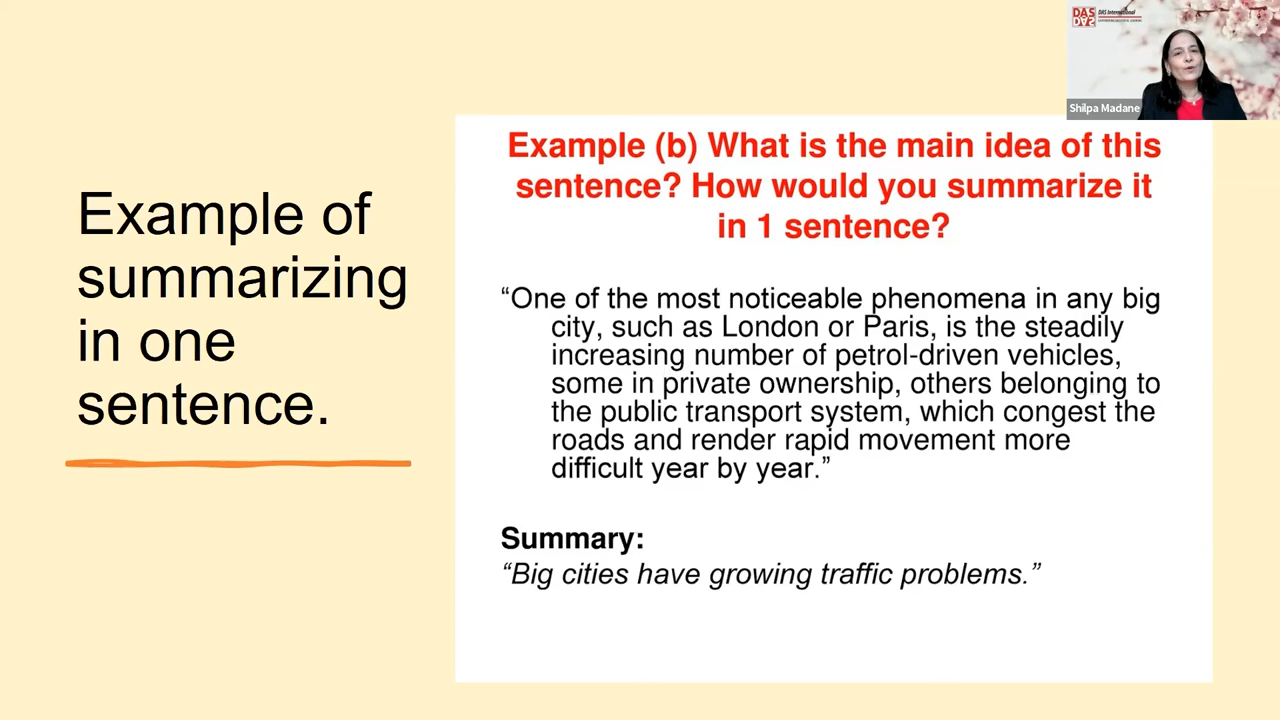 Example of
summarizing
in one
sentence.
Example (b) What is the main idea of this
sentence? How would you summarize it
in 1 sentence?
“One of the most noticeable phenomena in any big
city, such as London or Paris, is the steadily
increasing number of petrol-driven vehicles,
some in private ownership, others belonging to
the public transport system, which congest the
roads and render rapid movement more
difficult year by year.”
Summary:
“Big cities have growing traffic problems.”
DAS
DAS International
Shilpa Madane